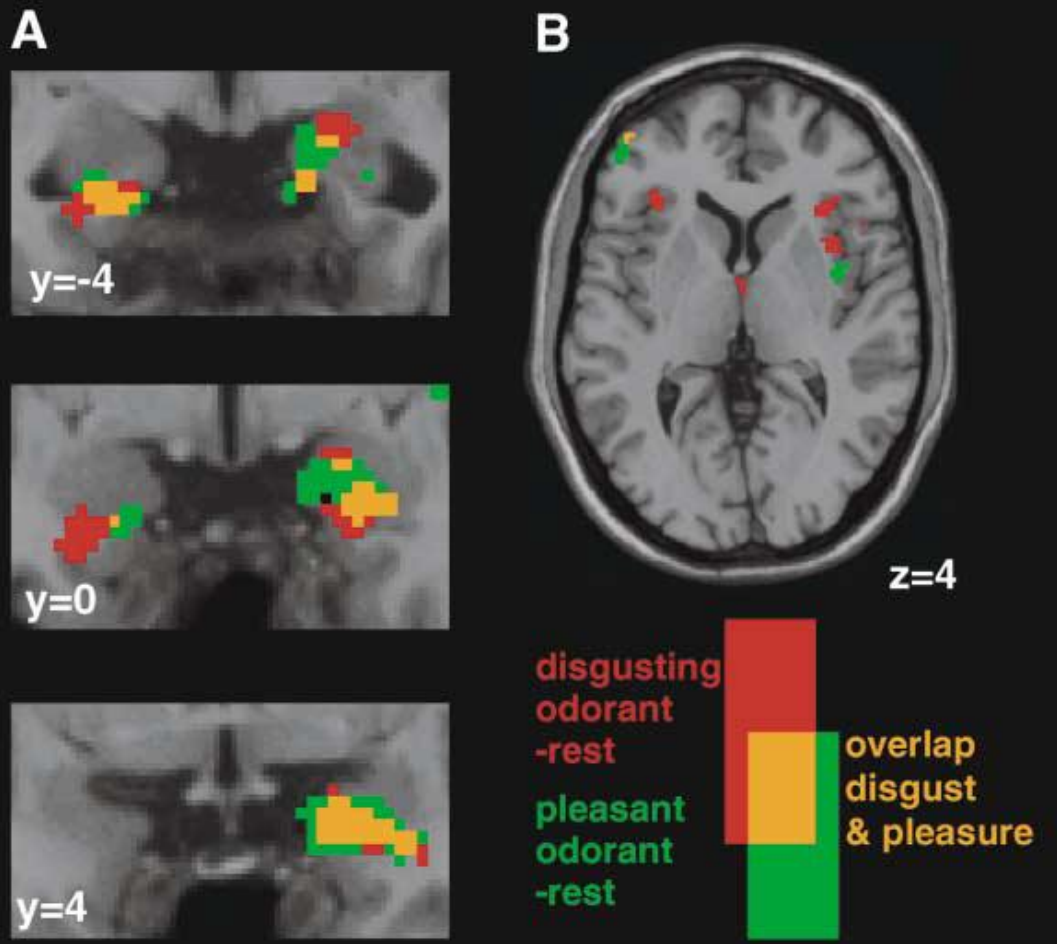 A
B
y=-4
y=0
y=4
z=4
disgusting
odorant
-rest
pleasant
odorant
-rest
overlap
disgust
& pleasure